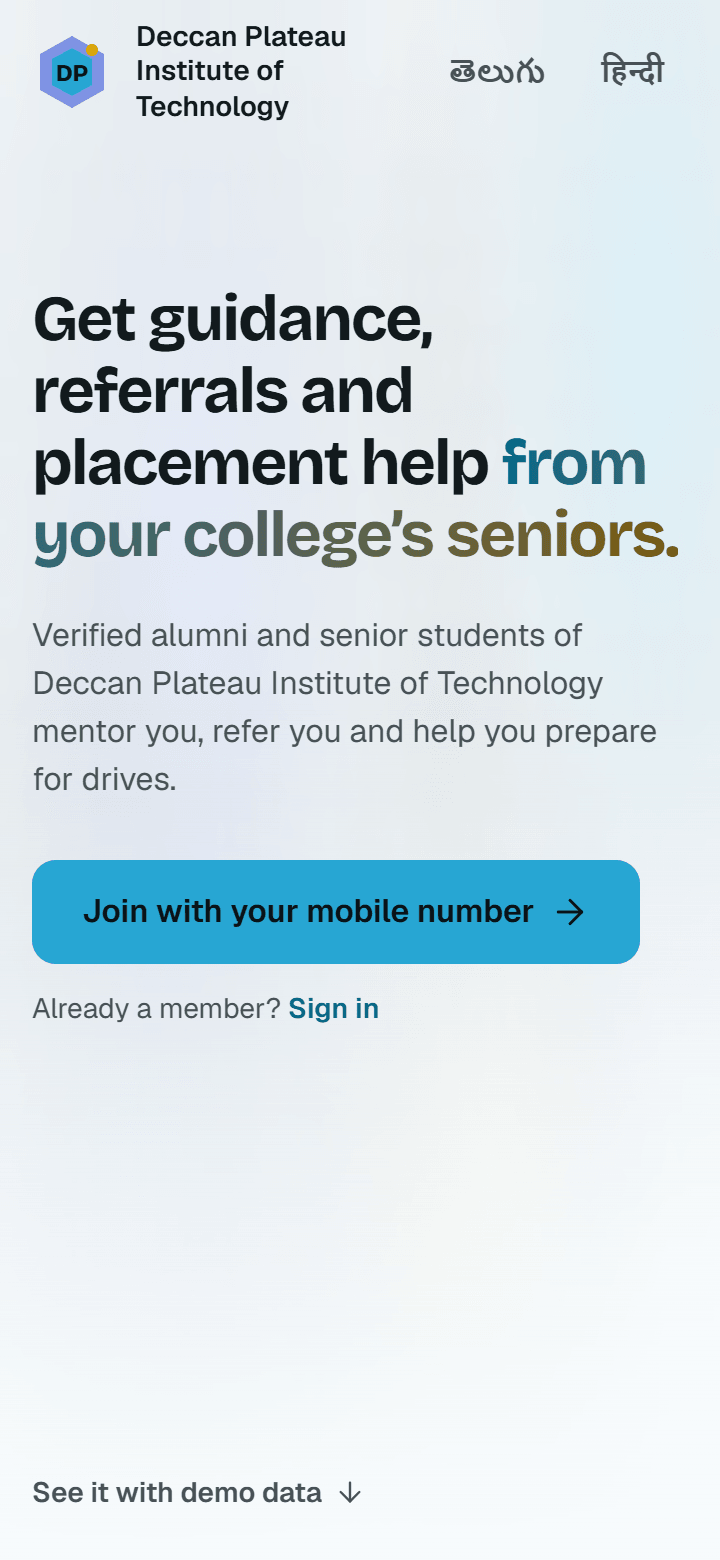 DP
Deccan Plateau
Institute of
Technology
తెలుగు
हिन्दी
Get guidance,
referrals and
placement help from
your college’s seniors.
Verified alumni and senior students of
Deccan Plateau Institute of Technology
mentor you, refer you and help you prepare
for drives.
Join with your mobile number →
Already a member? Sign in
See it with demo data ↓